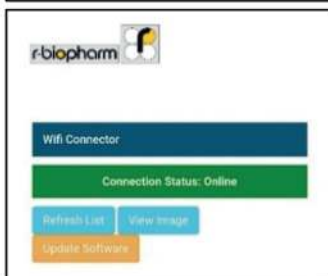 r-biopharm
Wifi Connector
Connection Status: Online
Refresh List View Image
Update Software